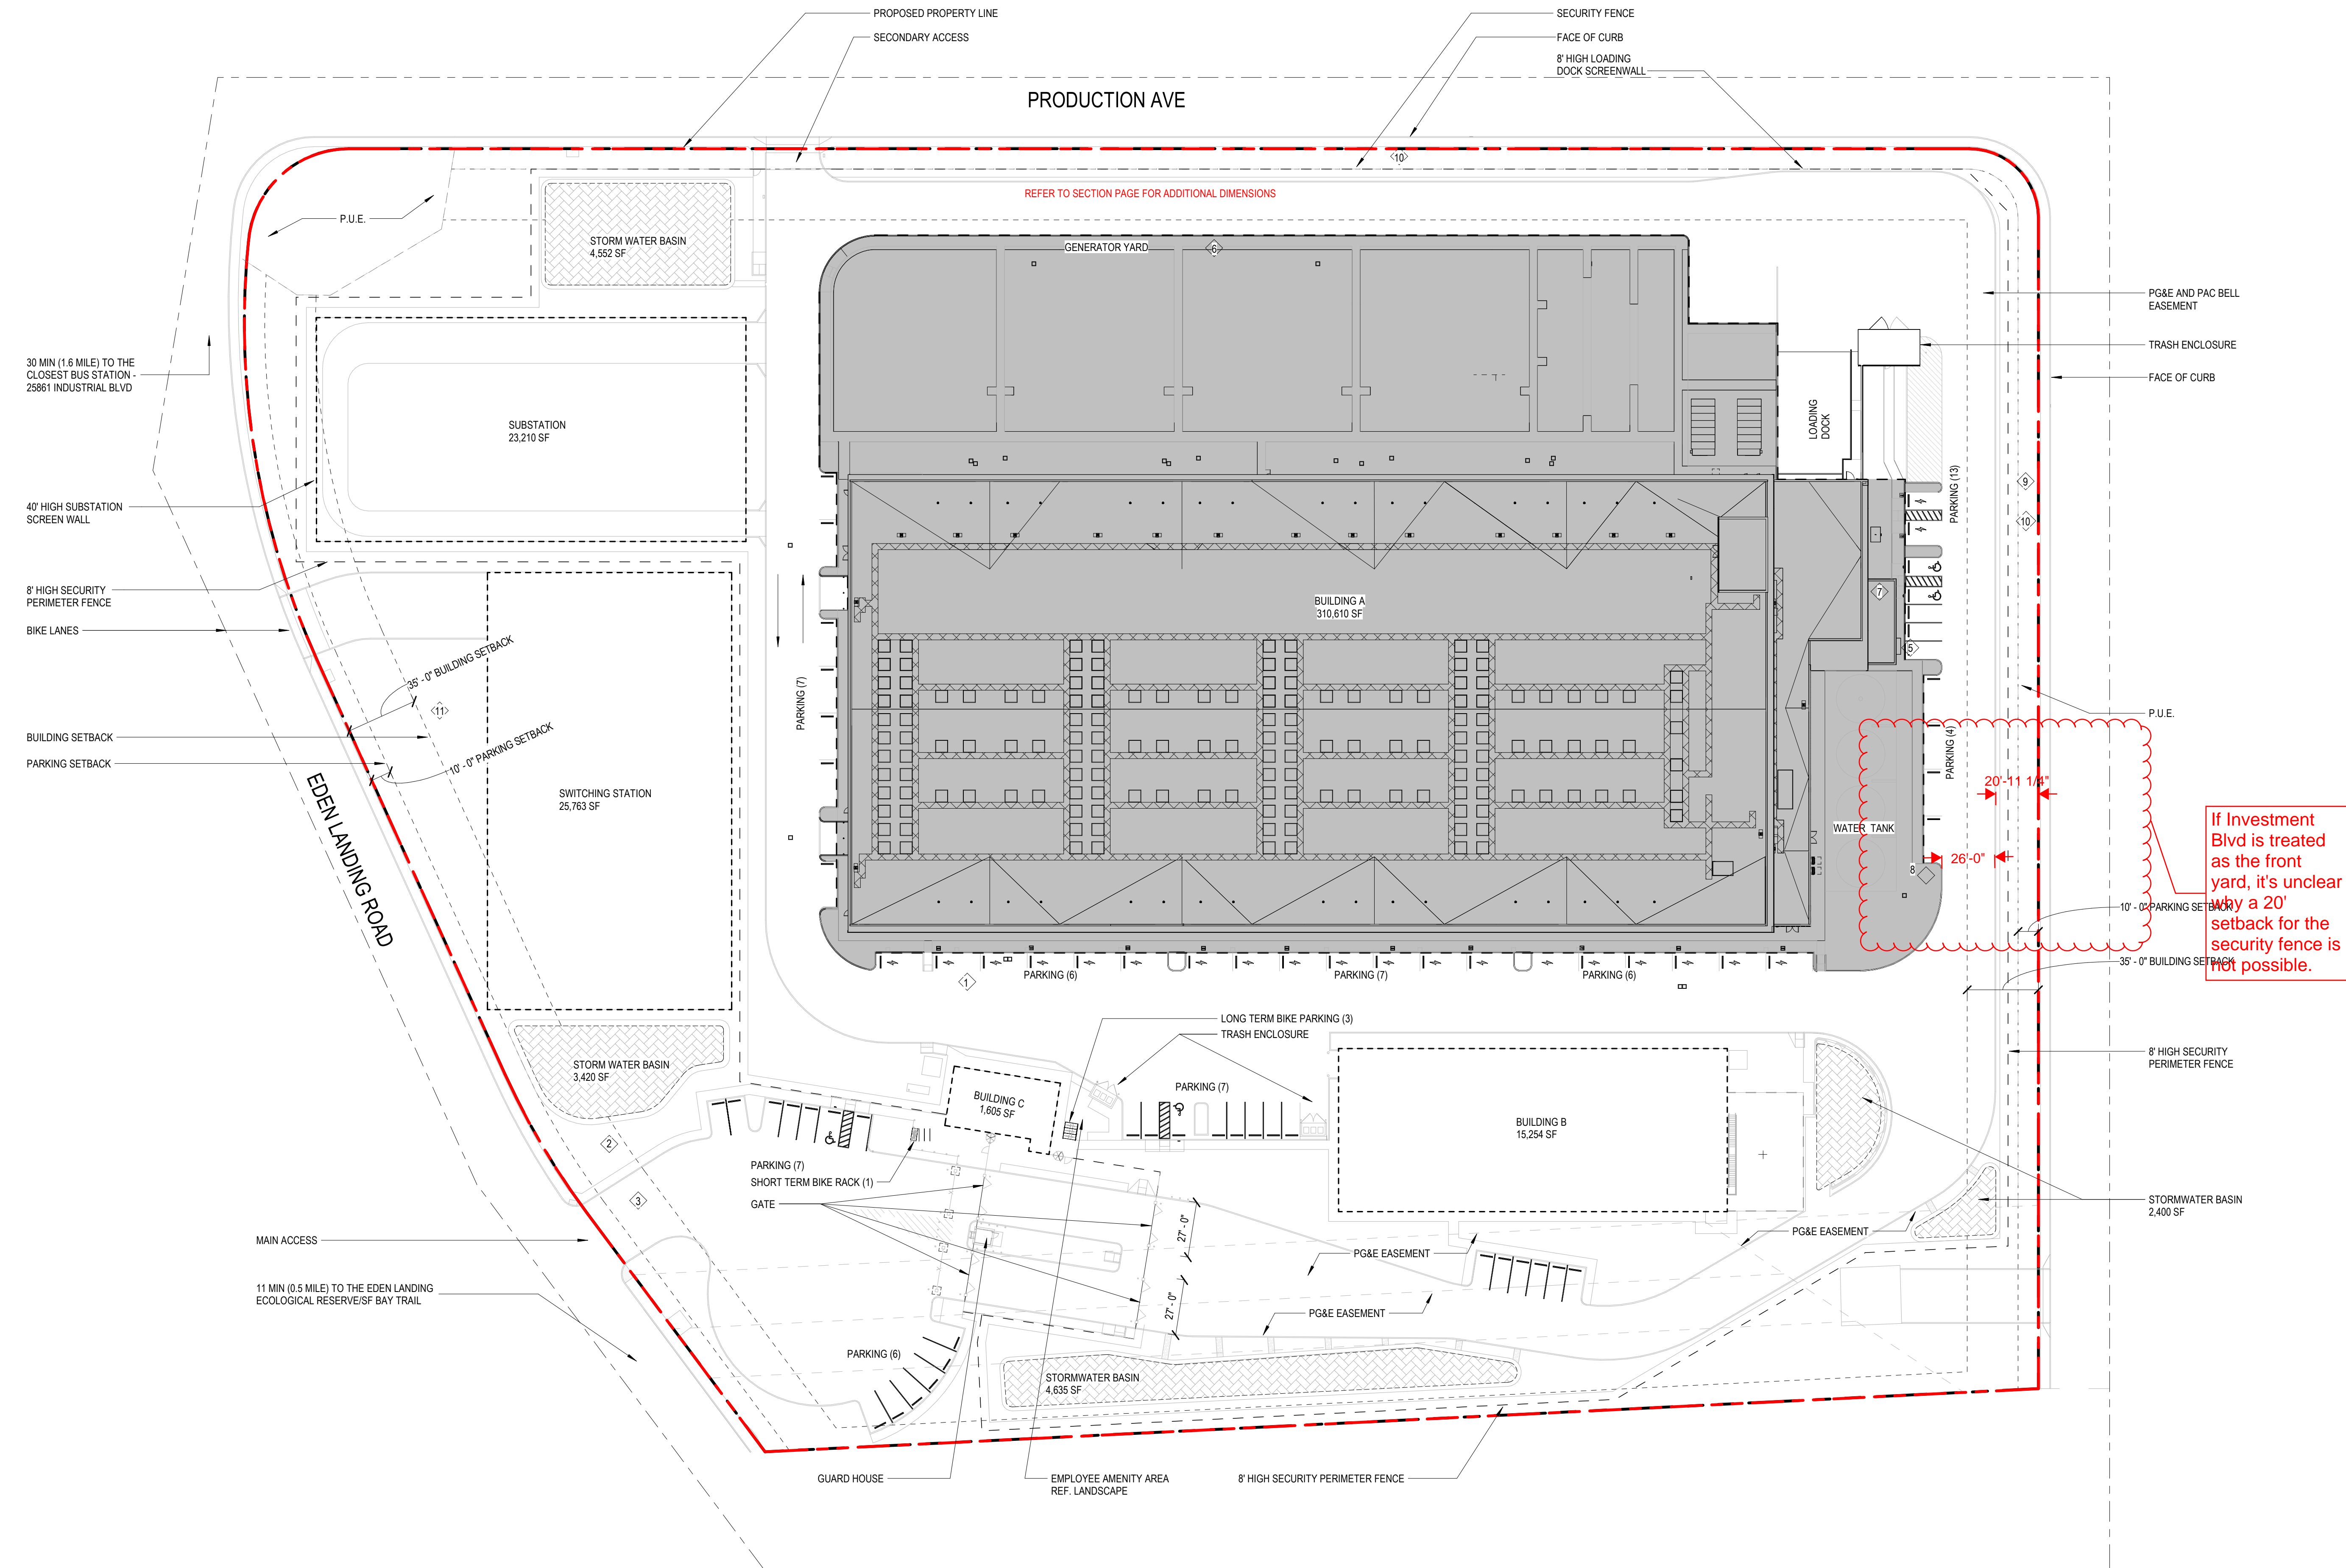 PROPOSED PROPERTY LINE
SECONDARY ACCESS
SECURITY FENCE
FACE OF CURB
8' HIGH LOADING
DOCK SCREENWALL
PRODUCTION AVE
10
REFER TO SECTION PAGE FOR ADDITIONAL DIMENSIONS
P.U.E.
STORM WATER BASIN
4,552 SF
GENERATOR YARD
6
PG&E AND PAC BELL
EASEMENT
TRASH ENCLOSURE
FACE OF CURB
30 MIN (1.6 MILE) TO THE
CLOSEST BUS STATION -
25861 INDUSTRIAL BLVD
SUBSTATION
23,210 SF
LOADING
DOCK
PARKING (13)
9
10
40' HIGH SUBSTATION
SCREEN WALL
8' HIGH SECURITY
PERIMETER FENCE
BIKE LANES
BUILDING A
310,610 SF
7
5
35' - 0" BUILDING SETBACK
11
PARKING (7)
P.U.E.
BUILDING SETBACK
10' - 0" PARKING SETBACK
PARKING SETBACK
PARKING (4)
EDEN LANDING ROAD
SWITCHING STATION
25,763 SF
20'-11 1/4"
WATER TANK
26'-0"
8
If Investment
Blvd is treated
as the front
yard, it's unclear
why a 20'
setback for the
security fence is
not possible.
10' - 0" PARKING SETBACK
35' - 0" BUILDING SETBACK
PARKING (6)
PARKING (7)
PARKING (6)
1
LONG TERM BIKE PARKING (3)
TRASH ENCLOSURE
8' HIGH SECURITY
PERIMETER FENCE
STORM WATER BASIN
3,420 SF
PARKING (7)
BUILDING C
1,605 SF
BUILDING B
15,254 SF
2
PARKING (7)
SHORT TERM BIKE RACK (1)
GATE
3
STORMWATER BASIN
2,400 SF
27' - 0"
PG&E EASEMENT
PG&E EASEMENT
MAIN ACCESS
11 MIN (0.5 MILE) TO THE EDEN LANDING
ECOLOGICAL RESERVE/SF BAY TRAIL
27' - 0"
PG&E EASEMENT
PARKING (6)
STORMWATER BASIN
4,635 SF
GUARD HOUSE
EMPLOYEE AMENITY AREA
REF. LANDSCAPE
8' HIGH SECURITY PERIMETER FENCE